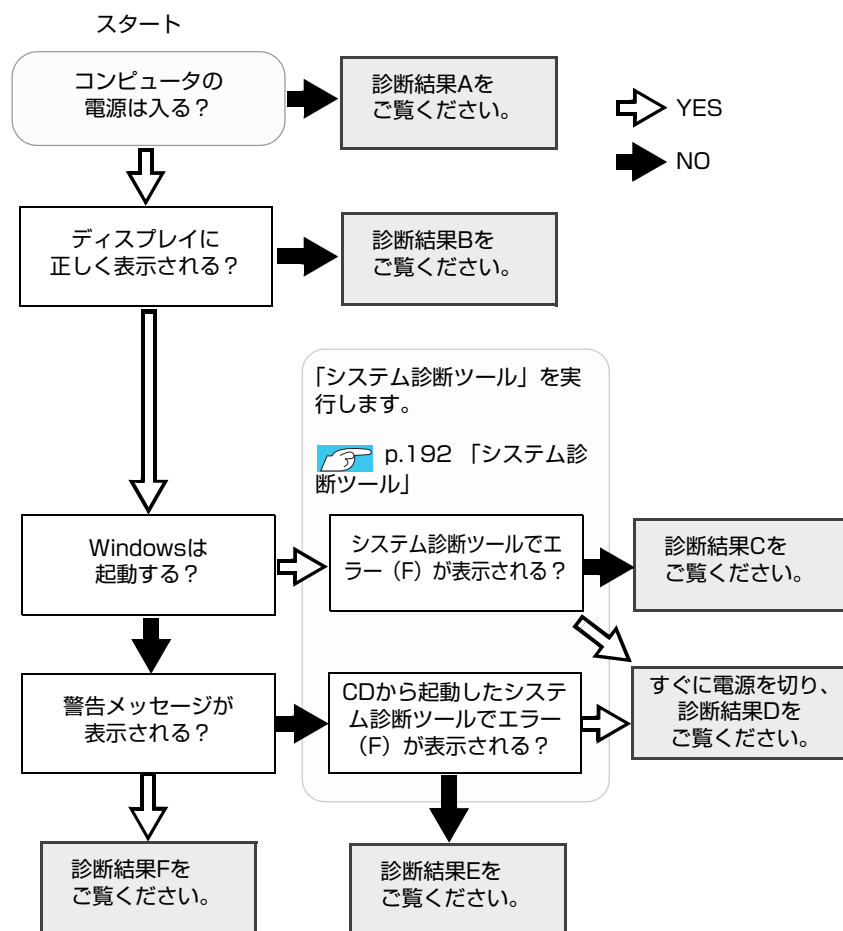 スタート
コンピュータの
電源は入る？
診断結果Aを
ご覧ください。
YES
NO
ディスプレイに
正しく表示される？
診断結果Bを
ご覧ください。
「システム診断ツール」を実
行します。
p.192 「システム診
断ツール」
Windowsは
起動する？
システム診断ツールでエ
ラー（F）が表示される？
診断結果Cを
ご覧ください。
警告メッセージが
表示される？
CDから起動したシステ
ム診断ツールでエラー
（F）が表示される？
すぐに電源を切り、
診断結果Dを
ご覧ください。
診断結果Fを
ご覧ください。
診断結果Eを
ご覧ください。